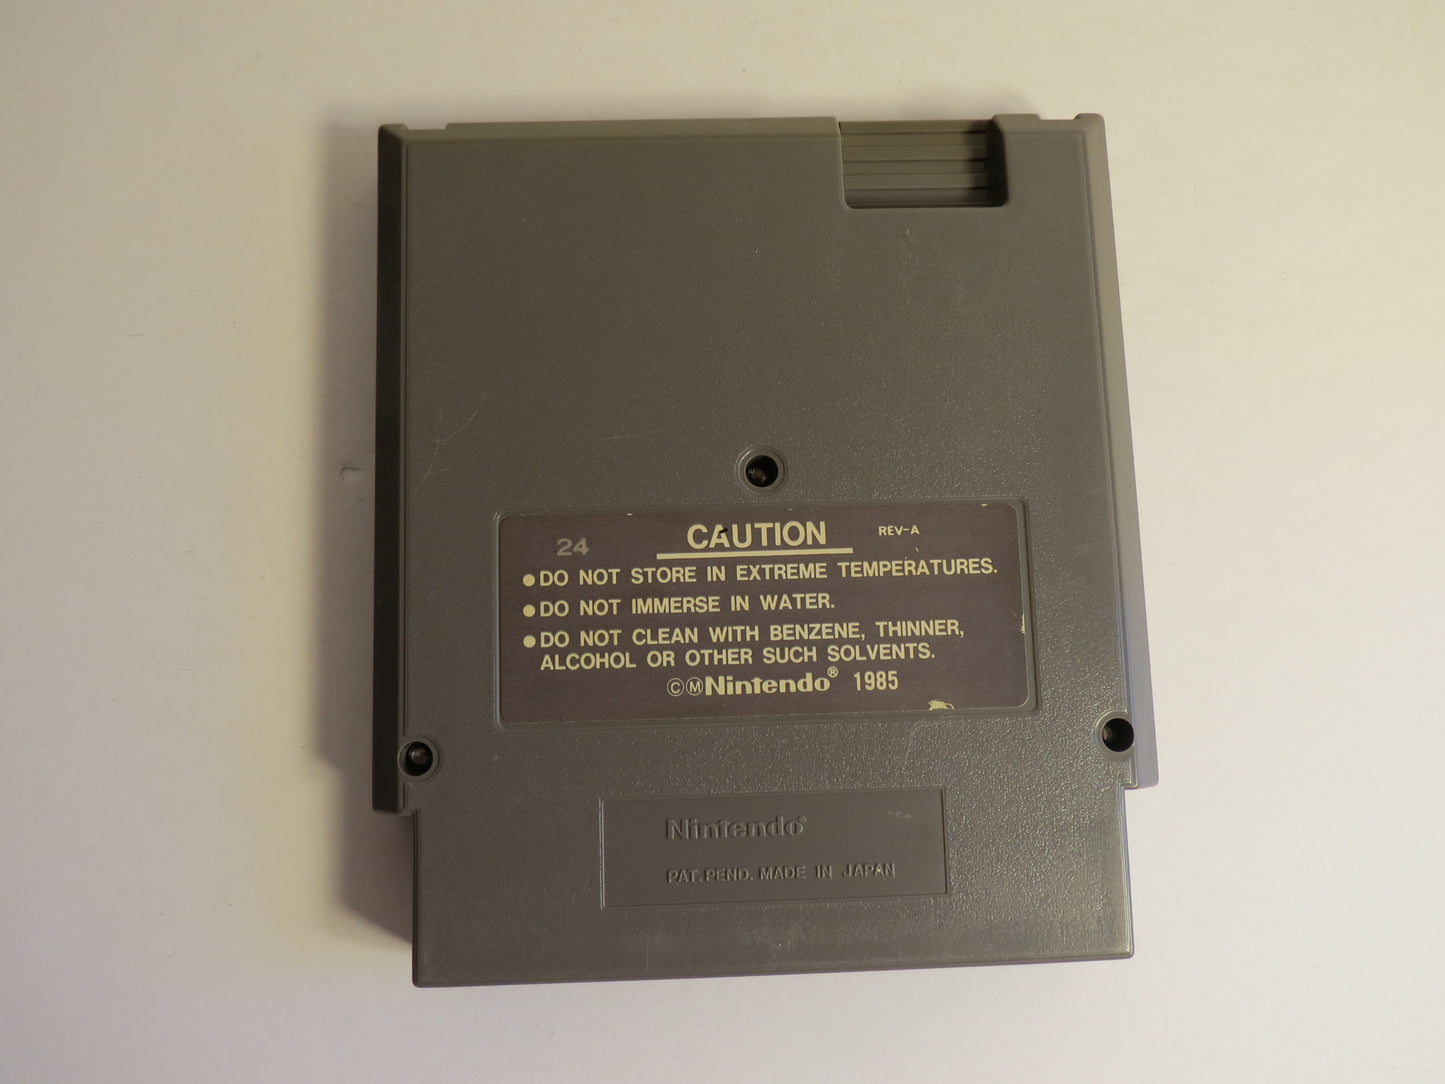 CAUTION REV-A
24
●DO NOT STORE IN EXTREME TEMPERATURES.
●DO NOT IMMERSE IN WATER.
●DO NOT CLEAN WITH BENZENE, THINNER,
ALCOHOL OR OTHER SUCH SOLVENTS.
©ⓂNintendo® 1985
Nintendo®
PAT. PEND. MADE IN JAPAN